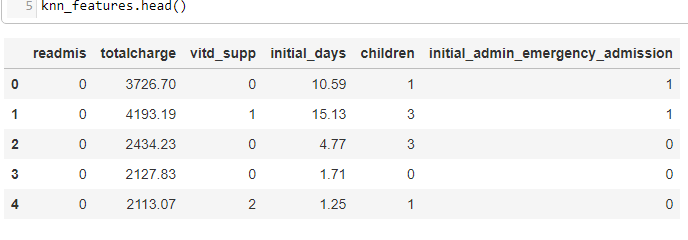 5 knn_features.head()
readmis totalcharge vitd_supp initial_days children initial_admin_emergency_admission
0 0 3726.70 0 10.59 1 1
1 0 4193.19 1 15.13 3 1
2 0 2434.23 0 4.77 3 0
3 0 2127.83 0 1.71 0 0
4 0 2113.07 2 1.25 1 0